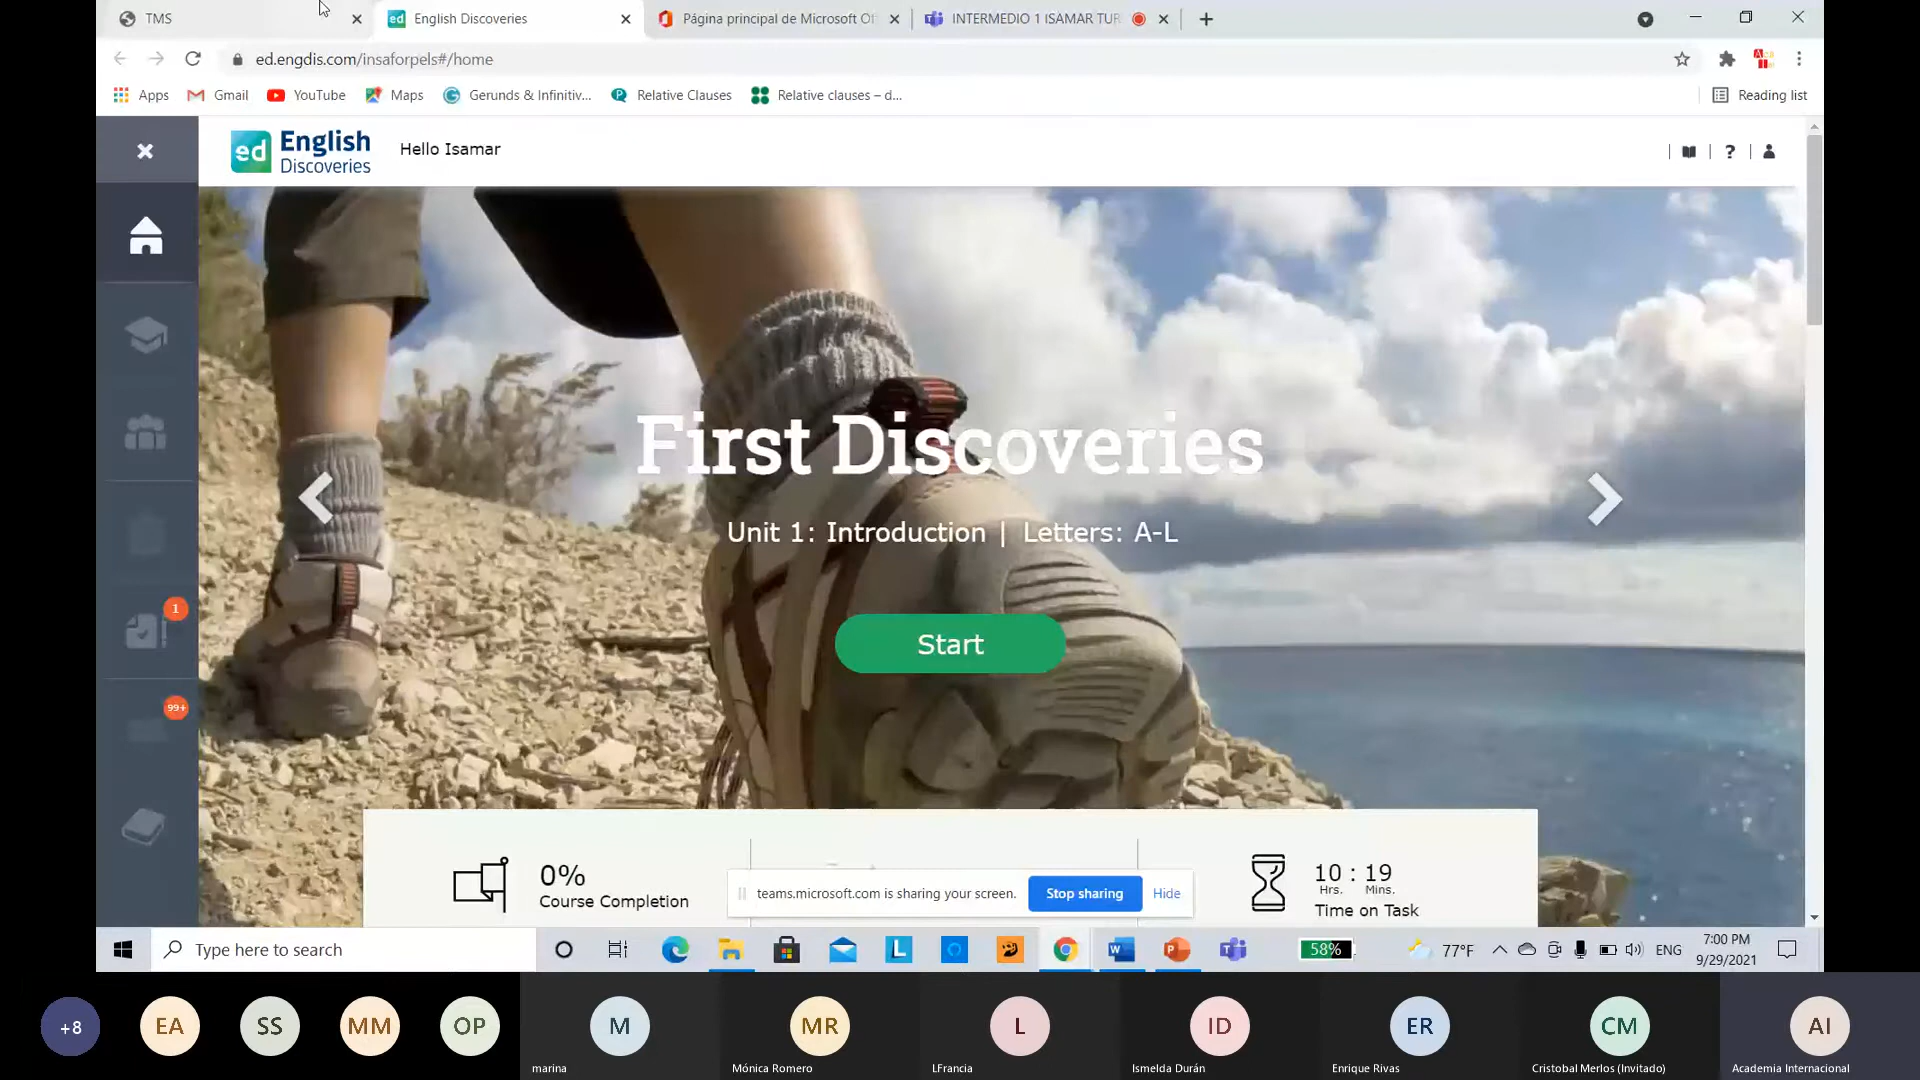 TMS
English Discoveries
Página principal de Microsoft Of
INTERMEDIO 1 ISAMAR TUR
ed.engdis.com/insaforpels#/home
Apps
Gmail
YouTube
Maps
Gerunds & Infinitiv...
Relative Clauses
Relative clauses – d...
Reading list
ed
English
Discoveries
Hello Isamar
?
First Discoveries
Unit 1: Introduction | Letters: A-L
Start
1
99+
0%
Course Completion
10 : 19
Hrs. Mins.
Time on Task
teams.microsoft.com is sharing your screen.
Stop sharing
Hide
Type here to search
58%
77°F
ENG
7:00 PM
9/29/2021
+8
EA
SS
MM
OP
M
marina
MR
Mónica Romero
L
LFrancia
ID
Ismelda Durán
ER
Enrique Rivas
CM
Cristobal Merlos (Invitado)
AI
Academia Internacional